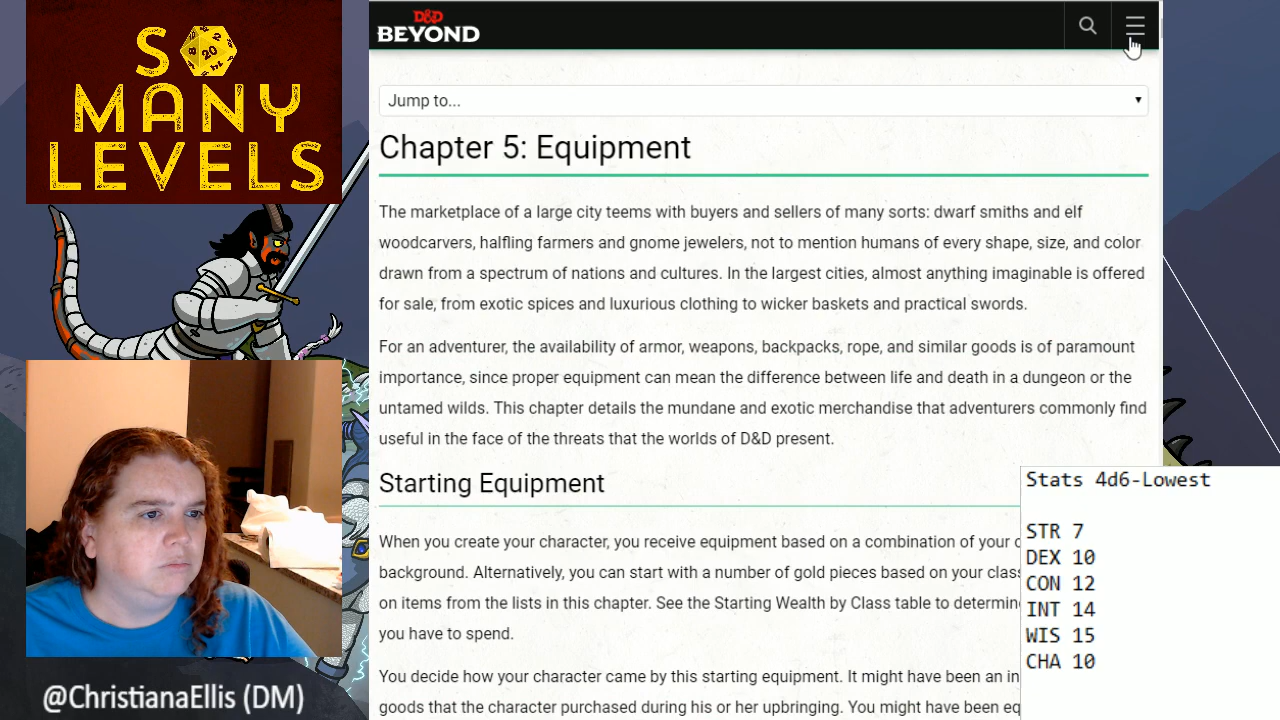 SO
MANY
LEVELS
D&D
BEYOND
Jump to...
Chapter 5: Equipment
The marketplace of a large city teems with buyers and sellers of many sorts: dwarf smiths and elf
woodcarvers, halfling farmers and gnome jewelers, not to mention humans of every shape, size, and color
drawn from a spectrum of nations and cultures. In the largest cities, almost anything imaginable is offered
for sale, from exotic spices and luxurious clothing to wicker baskets and practical swords.
For an adventurer, the availability of armor, weapons, backpacks, rope, and similar goods is of paramount
importance, since proper equipment can mean the difference between life and death in a dungeon or the
untamed wilds. This chapter details the mundane and exotic merchandise that adventurers commonly find
useful in the face of the threats that the worlds of D&D present.
Starting Equipment
When you create your character, you receive equipment based on a combination of your c
background. Alternatively, you can start with a number of gold pieces based on your class
on items from the lists in this chapter. See the Starting Wealth by Class table to determin
you have to spend.
You decide how your character came by this starting equipment. It might have been an in
goods that the character purchased during his or her upbringing. You might have been eq
Stats 4d6-Lowest
STR 7
DEX 10
CON 12
INT 14
WIS 15
CHA 10
@ChristianaEllis (DM)